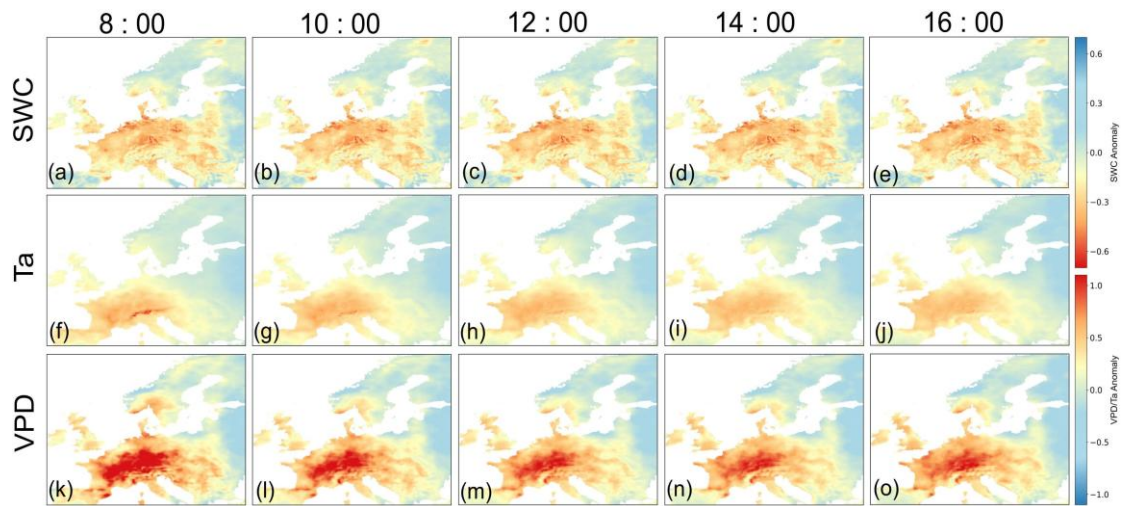 8 : 00
10 : 00
12 : 00
14 : 00
16 : 00
SWC
(a)
(b)
(c)
(d)
(e)
0.6
0.3
0.0
−0.3
−0.6
SWC Anomaly
Ta
(f)
(g)
(h)
(i)
(j)
VPD
(k)
(l)
(m)
(n)
(o)
1.0
0.5
0.0
−0.5
−1.0
VPD/Ta Anomaly